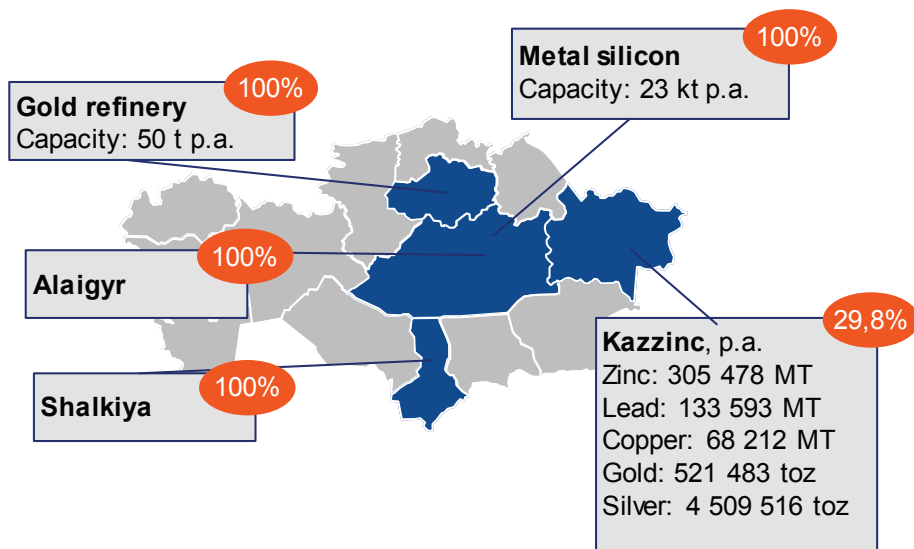 100%
Gold refinery
Capacity: 50 t p.a.
100%
Metal silicon
Capacity: 23 kt p.a.
100%
Alaigyr
100%
Shalkiya
29,8%
Kazzinc, p.a.
Zinc: 305 478 MT
Lead: 133 593 MT
Copper: 68 212 MT
Gold: 521 483 toz
Silver: 4 509 516 toz